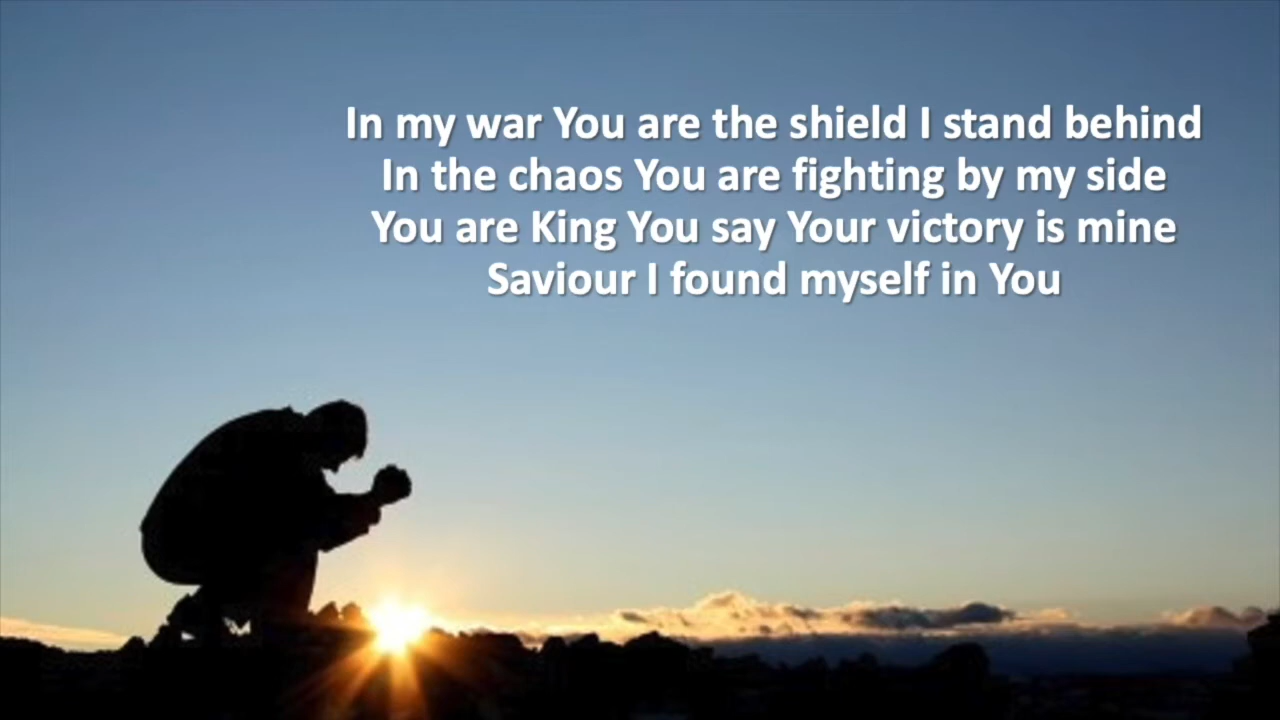 In my war You are the shield I stand behind
In the chaos You are fighting by my side
You are King You say Your victory is mine
Saviour I found myself in You